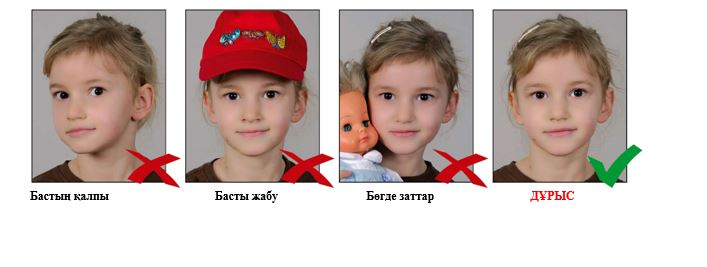 Бастың қалпы
Басты жабу
Бөгде заттар
ДҰРЫС